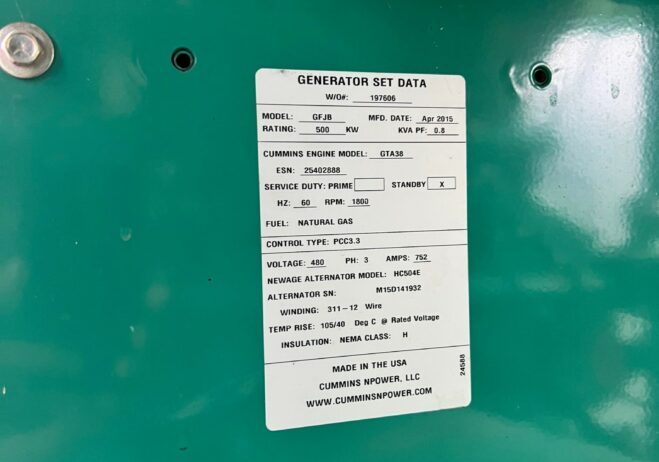 GENERATOR SET DATA
W/O#: 197606
MODEL: GFJB MFD. DATE: Apr 2015
RATING: 500 KW KVA PF: 0.8
CUMMINS ENGINE MODEL: GTA38
ESN: 25402888
SERVICE DUTY: PRIME STANDBY X
HZ: 60 RPM: 1800
FUEL: NATURAL GAS
CONTROL TYPE: PCC3.3
VOLTAGE: 480 PH: 3 AMPS: 752
NEWAGE ALTERNATOR MODEL: HC504E
ALTERNATOR SN: M15D141932
WINDING: 311-12 Wire
TEMP RISE: 105/40 Deg C @ Rated Voltage
INSULATION: NEMA CLASS: H
MADE IN THE USA
CUMMINS NPOWER, LLC
WWW.CUMMINSNPOWER.COM
24588